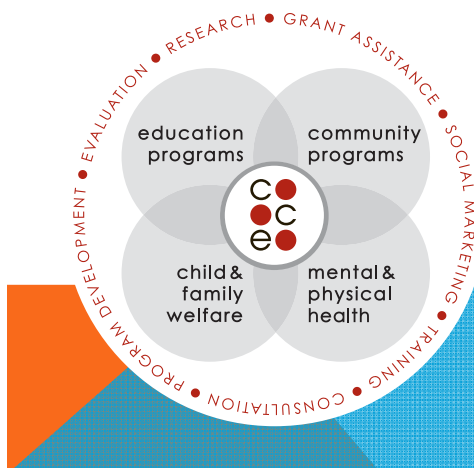 PROGRAM DEVELOPMENT • EVALUATION • RESEARCH • GRANT ASSISTANCE • SOCIAL MARKETING • TRAINING • CONSULTATION •
education
programs
community
programs
c
c
e
child &
family
welfare
mental &
physical
health